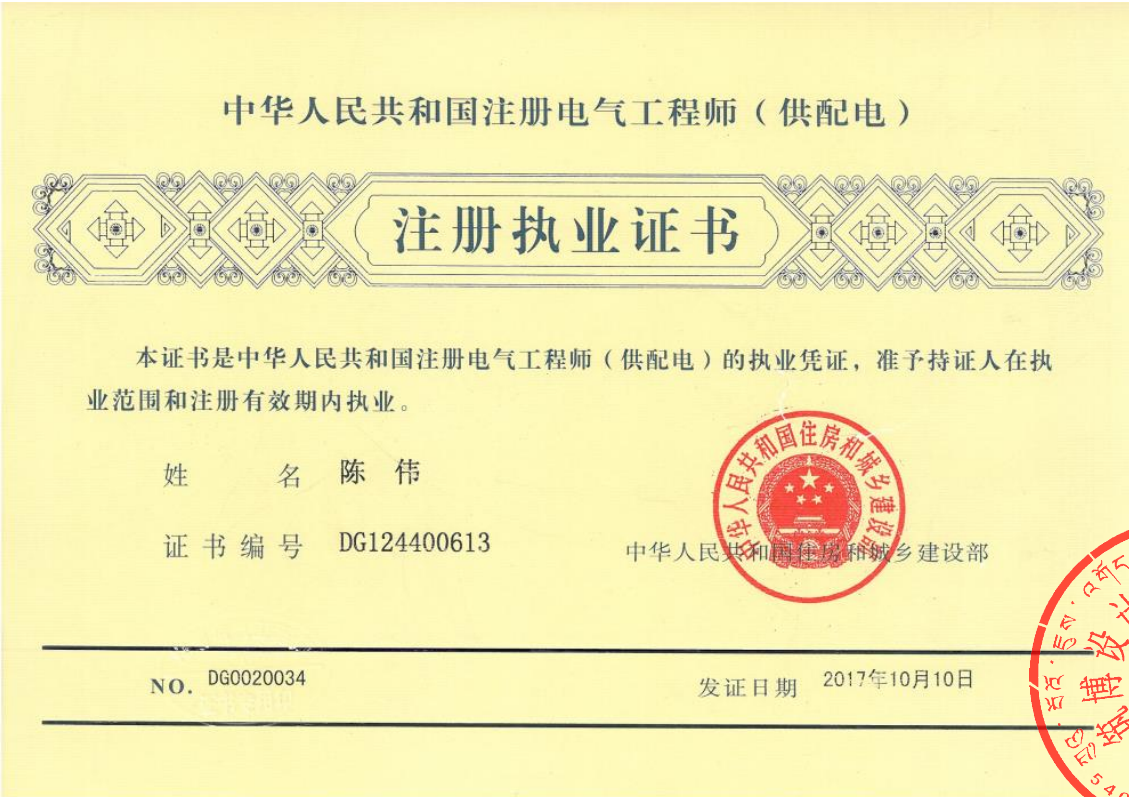 中华人民共和国注册电气工程师（供配电）
注册执业证书
本证书是中华人民共和国注册电气工程师（供配电）的执业凭证，准予持证人在执
业范围和注册有效期内执业。
姓 名 陈 伟
证书编号 DG124400613
中华人民共和国住房和城乡建设部
中华人民共和国住房和城乡建设部
NO. DG0020034
发证日期 2017年10月10日
筑博设计
540